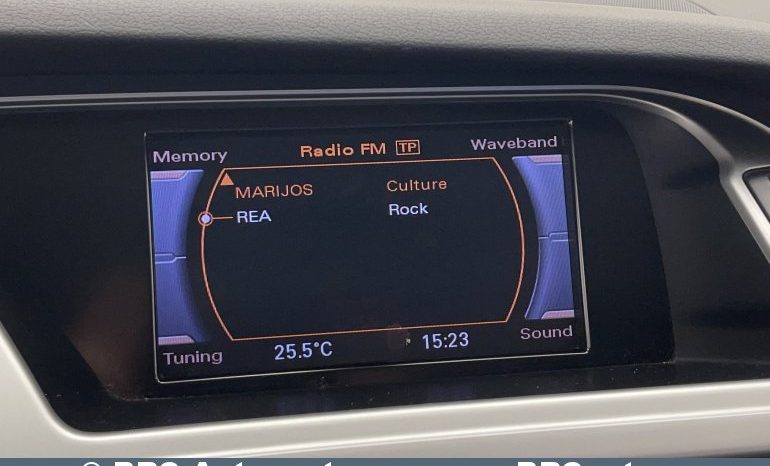 Memory Radio FM TP Waveband
MARIJOS Culture
REA Rock
Tuning 25.5°C 15:23 Sound